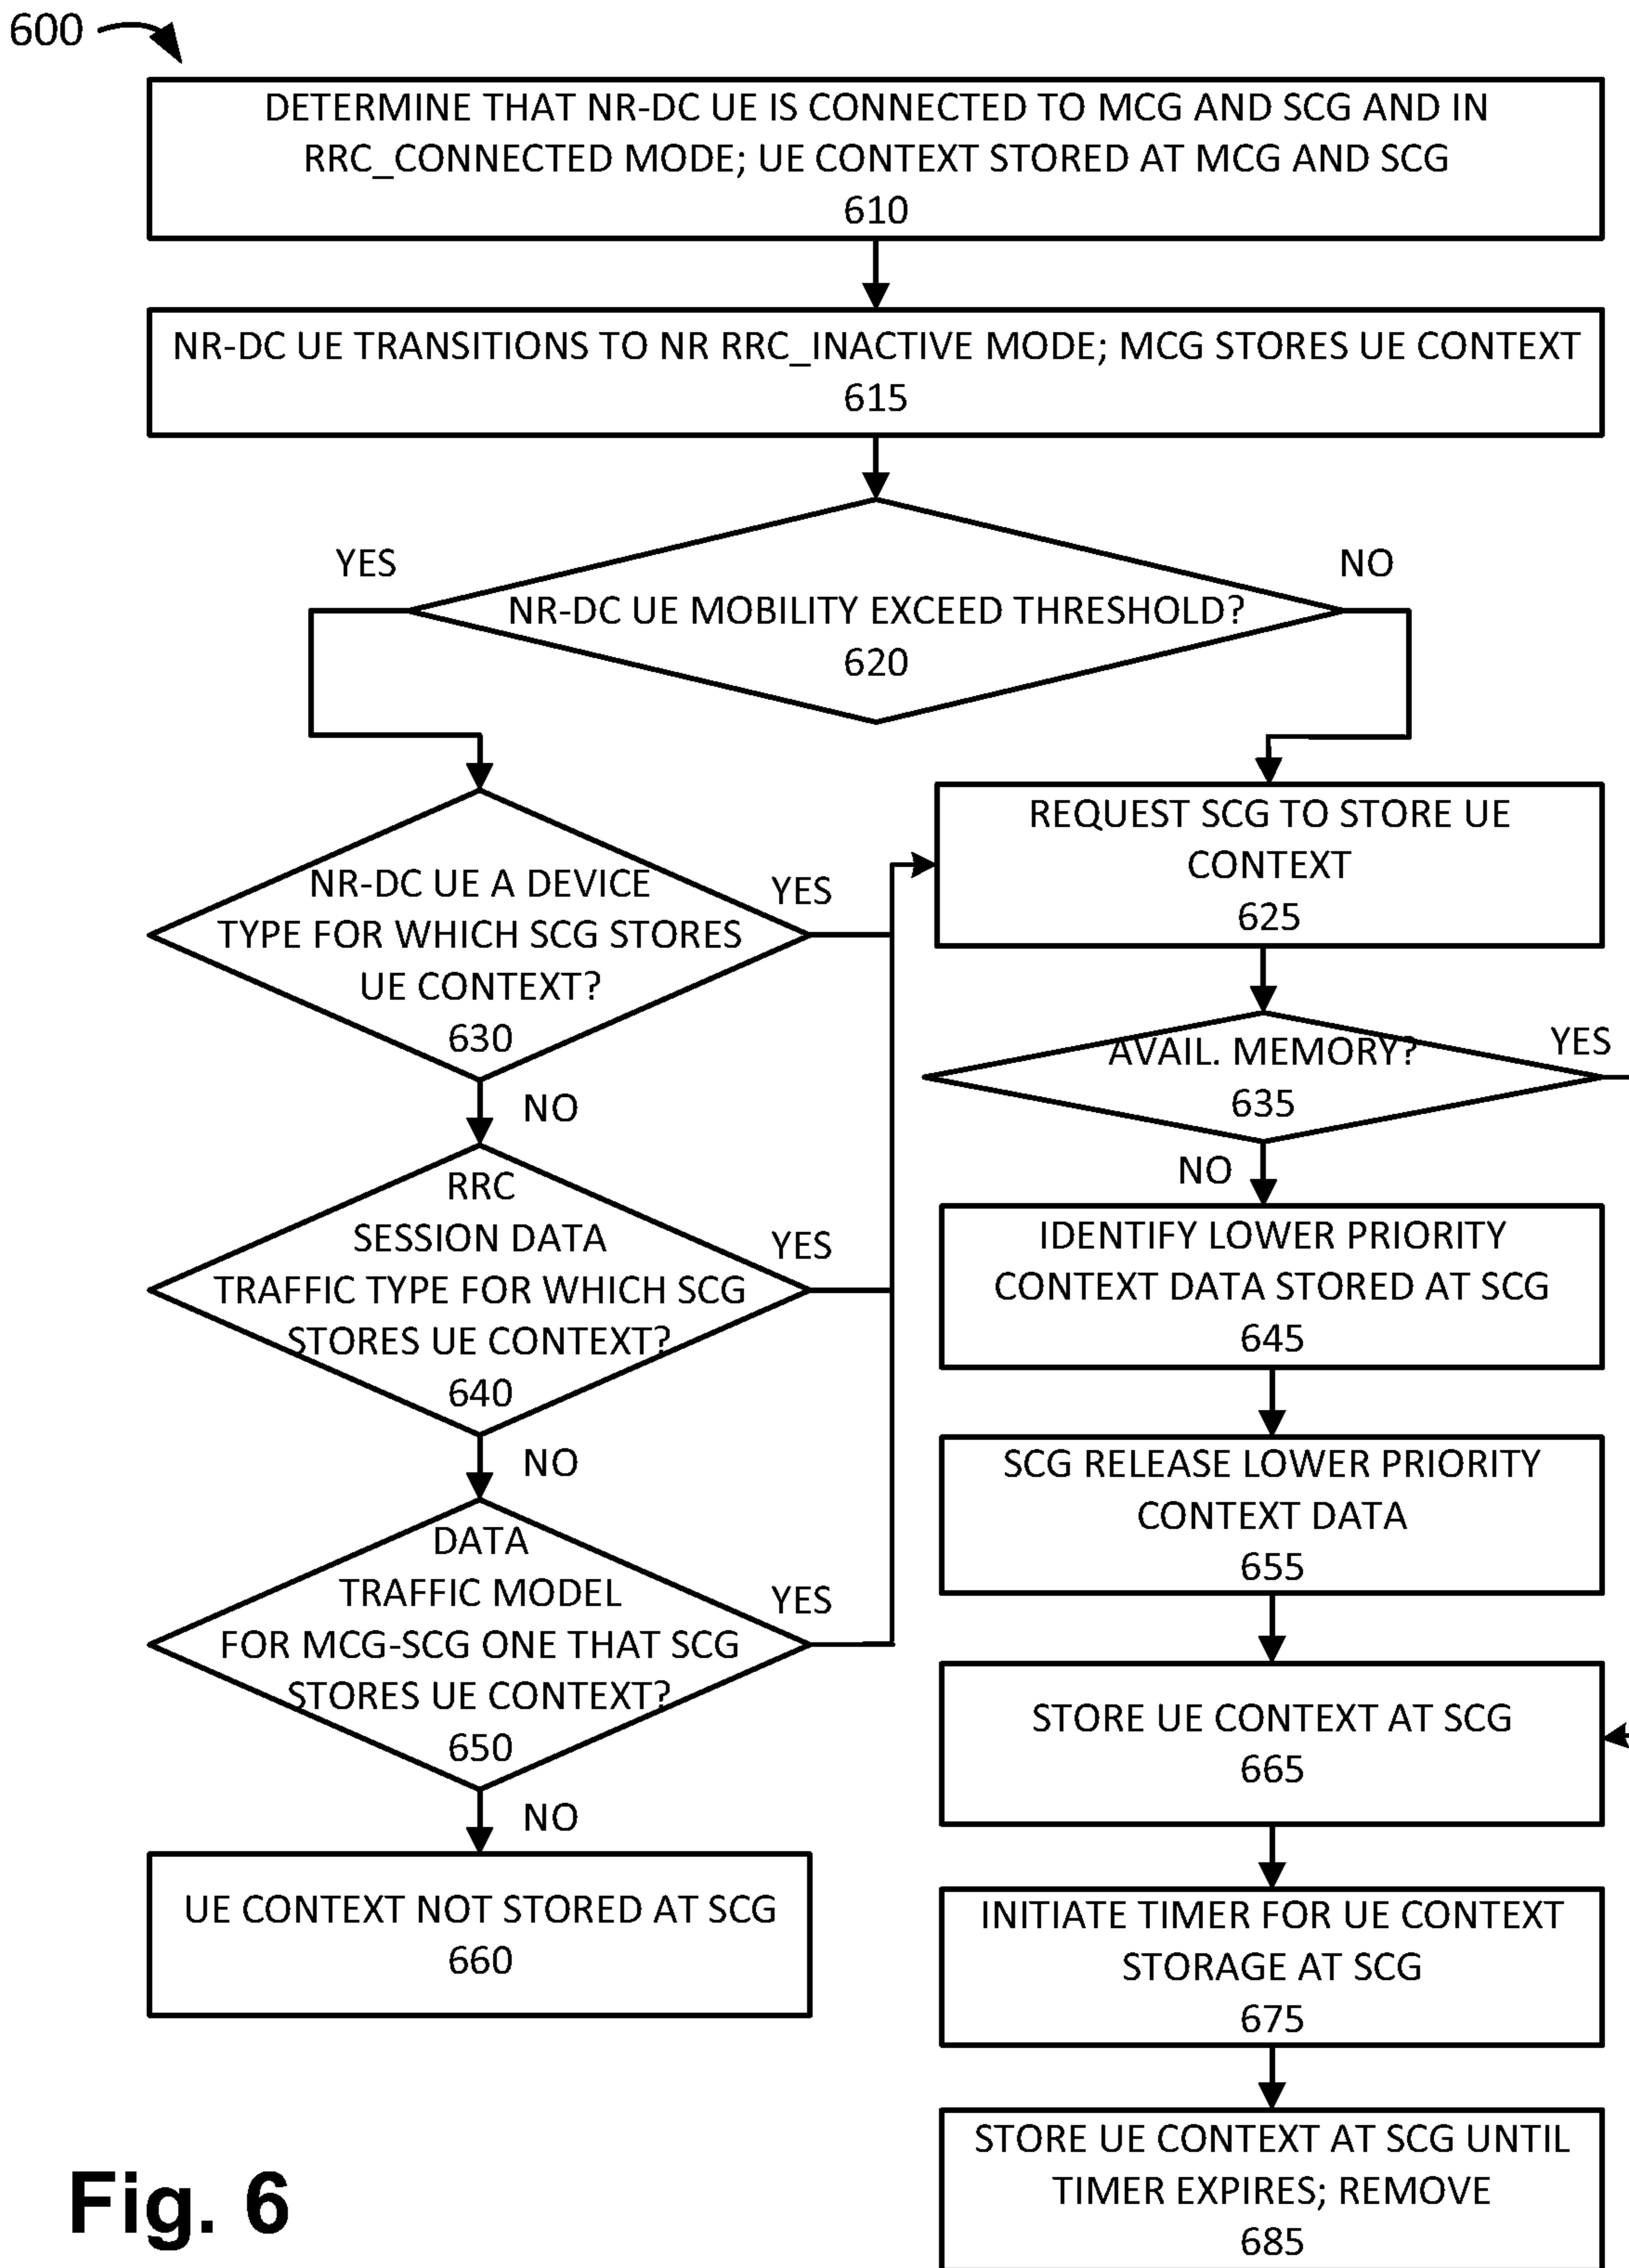 600
DETERMINE THAT NR-DC UE IS CONNECTED TO MCG AND SCG AND IN
RRC_CONNECTED MODE; UE CONTEXT STORED AT MCG AND SCG
610
NR-DC UE TRANSITIONS TO NR RRC_INACTIVE MODE; MCG STORES UE CONTEXT
615
YES
NO
NR-DC UE MOBILITY EXCEED THRESHOLD?
620
REQUEST SCG TO STORE UE
CONTEXT
625
NR-DC UE A DEVICE
TYPE FOR WHICH SCG STORES
UE CONTEXT?
630
YES
NO
AVAIL. MEMORY?
635
YES
NO
RRC
SESSION DATA
TRAFFIC TYPE FOR WHICH SCG
STORES UE CONTEXT?
640
YES
NO
IDENTIFY LOWER PRIORITY
CONTEXT DATA STORED AT SCG
645
SCG RELEASE LOWER PRIORITY
CONTEXT DATA
655
DATA
TRAFFIC MODEL
FOR MCG-SCG ONE THAT SCG
STORES UE CONTEXT?
650
YES
NO
STORE UE CONTEXT AT SCG
665
UE CONTEXT NOT STORED AT SCG
660
INITIATE TIMER FOR UE CONTEXT
STORAGE AT SCG
675
STORE UE CONTEXT AT SCG UNTIL
TIMER EXPIRES; REMOVE
685
Fig. 6